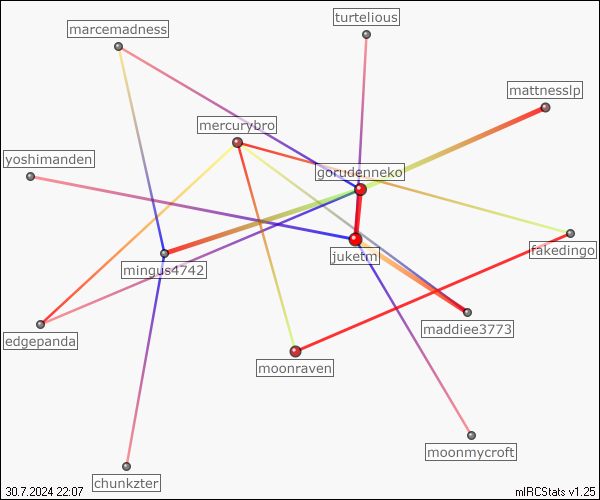 turtelious
marcemadness
mattnesslp
mercurybro
yoshimanden
gorudenneko
fakedingo
juketm
mingus4742
maddiee3773
edgepanda
moonraven
moonmycroft
chunkzter
30.7.2024 22:07
mIRCStats v1.25